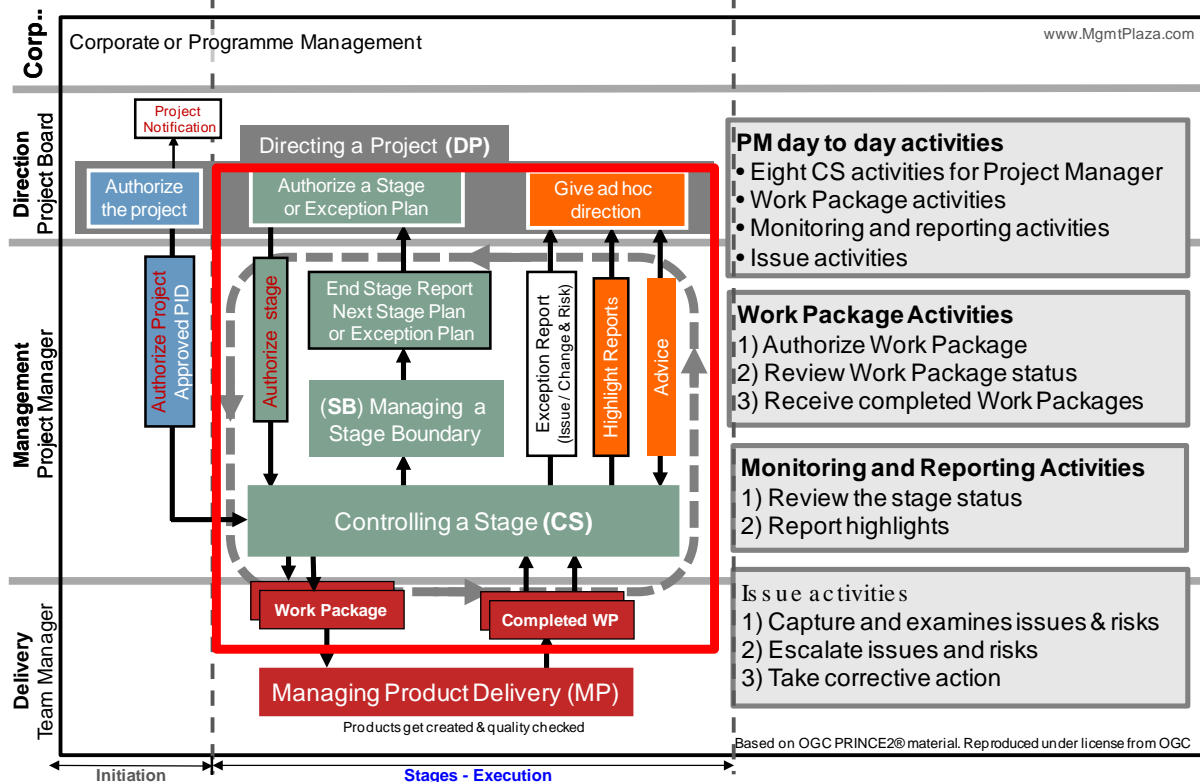 Corp..
Corporate or Programme Management
www.MgmtPlaza.com
Direction
Project Board
Project
Notification
Directing a Project (DP)
Authorize
the project
Authorize a Stage
or Exception Plan
Give ad hoc
direction
Management
Project Manager
Authorize Project
Approved PID
Authorize stage
End Stage Report
Next Stage Plan
or Exception Plan
(SB) Managing a
Stage Boundary
Exception Report
(Issue / Change & Risk)
Highlight Reports
Advice
Controlling a Stage (CS)
Delivery
Team Manager
Work Package
Completed WP
Managing Product Delivery (MP)
Products get created & quality checked
PM day to day activities
• Eight CS activities for Project Manager
• Work Package activities
• Monitoring and reporting activities
• Issue activities
Work Package Activities
1) Authorize Work Package
2) Review Work Package status
3) Receive completed Work Packages
Monitoring and Reporting Activities
1) Review the stage status
2) Report highlights
Issue activities
1) Capture and examines issues & risks
2) Escalate issues and risks
3) Take corrective action
Based on OGC PRINCE2® material. Reproduced under license from OGC
Initiation
Stages - Execution